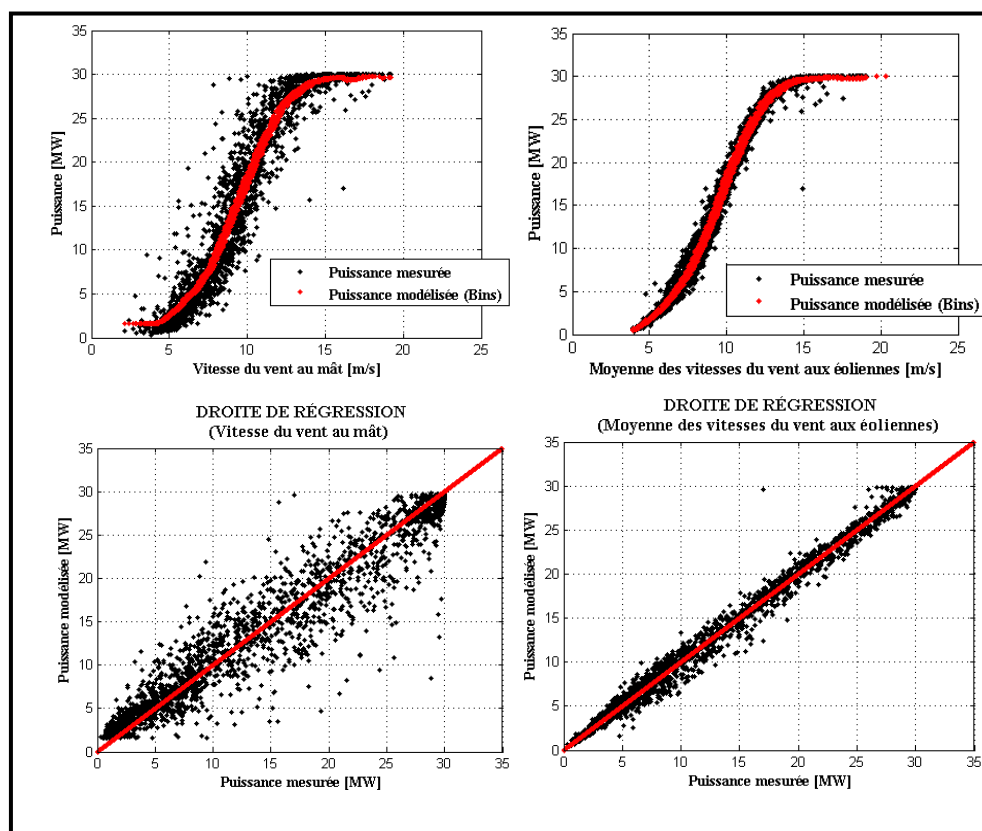 35
30
25
20
15
10
5
0
Puissance [MW]
Puissance mesurée
Puissance modélisée (Bins)
0 5 10 15 20 25
Vitesse du vent au mât [m/s]
35
30
25
20
15
10
5
0
Puissance [MW]
Puissance mesurée
Puissance modélisée (Bins)
0 5 10 15 20 25
Moyenne des vitesses du vent aux éoliennes [m/s]
DROITE DE RÉGRESSION
(Vitesse du vent au mât)
35
30
25
20
15
10
5
0
Puissance modélisée [MW]
0 5 10 15 20 25 30 35
Puissance mesurée [MW]
DROITE DE RÉGRESSION
(Moyenne des vitesses du vent aux éoliennes)
35
30
25
20
15
10
5
0
Puissance modélisée [MW]
0 5 10 15 20 25 30 35
Puissance mesurée [MW]